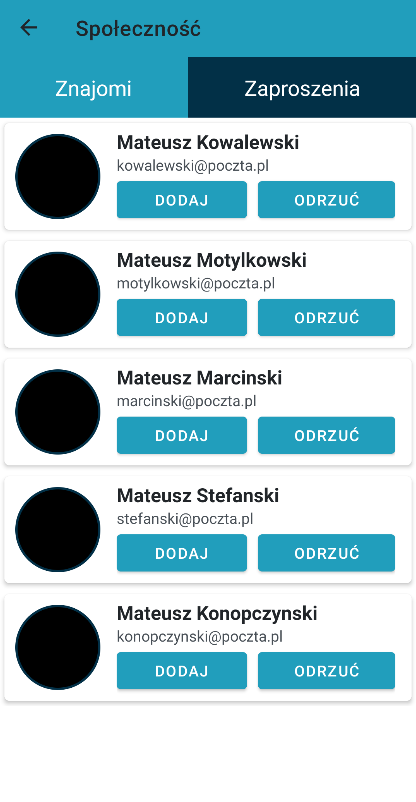 Społeczność
Znajomi Zaproszenia
Mateusz Kowalewski
kowalewski@poczta.pl
DODAJ ODRZUĆ
Mateusz Motylkowski
motylkowski@poczta.pl
DODAJ ODRZUĆ
Mateusz Marcinski
marcinski@poczta.pl
DODAJ ODRZUĆ
Mateusz Stefanski
stefanski@poczta.pl
DODAJ ODRZUĆ
Mateusz Konopczynski
konopczynski@poczta.pl
DODAJ ODRZUĆ